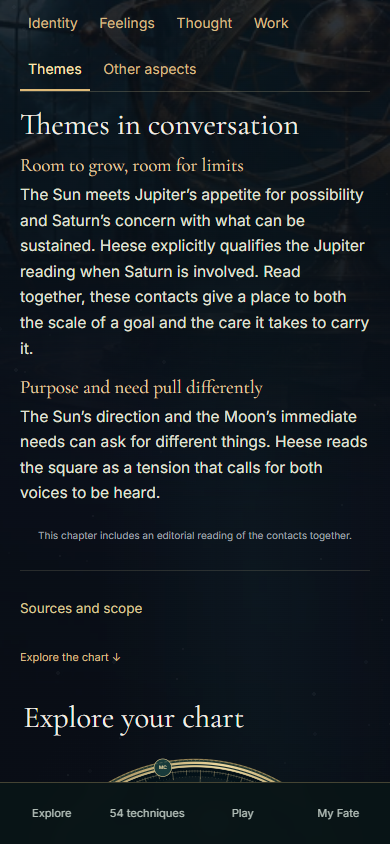 Identity Feelings Thought Work
Themes Other aspects
Themes in conversation
Room to grow, room for limits
The Sun meets Jupiter’s appetite for possibility
and Saturn’s concern with what can be
sustained. Heese explicitly qualifies the Jupiter
reading when Saturn is involved. Read
together, these contacts give a place to both
the scale of a goal and the care it takes to carry
it.
Purpose and need pull differently
The Sun’s direction and the Moon’s immediate
needs can ask for different things. Heese reads
the square as a tension that calls for both
voices to be heard.
This chapter includes an editorial reading of the contacts together.
Sources and scope
Explore the chart ↓
Explore your chart
MC
Explore 54 techniques Play My Fate